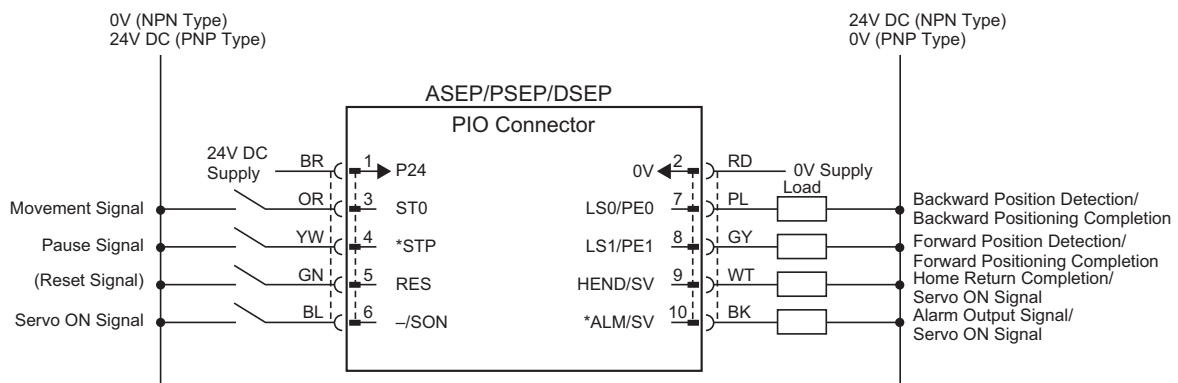 0V (NPN Type)
24V DC (PNP Type)
24V DC (NPN Type)
0V (PNP Type)
ASEP/PSEP/DSEP
PIO Connector
24V DC
Supply
BR 1 P24
0V 2 RD 0V Supply
Load
Movement Signal OR 3 ST0
LS0/PE0 7 PL
Backward Position Detection/
Backward Positioning Completion
Pause Signal YW 4 *STP
LS1/PE1 8 GY
Forward Position Detection/
Forward Positioning Completion
(Reset Signal) GN 5 RES
HEND/SV 9 WT
Home Return Completion/
Servo ON Signal
Servo ON Signal BL 6 –/SON
*ALM/SV 10 BK
Alarm Output Signal/
Servo ON Signal